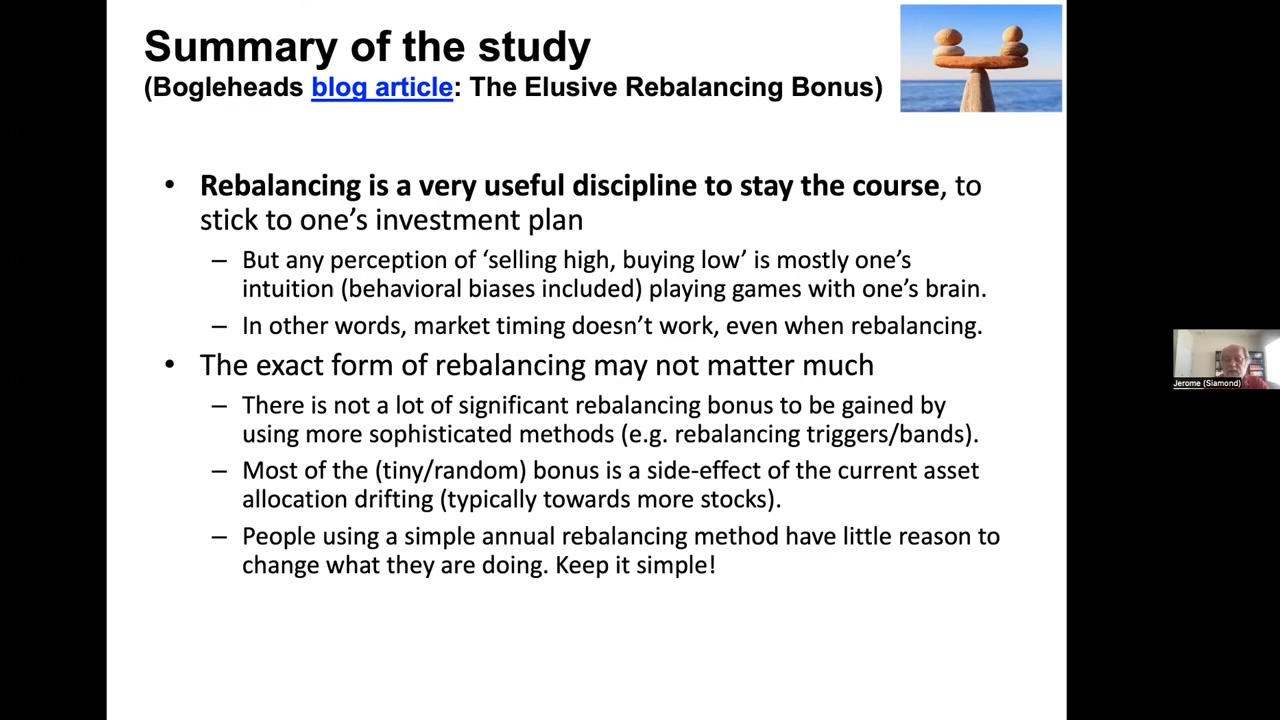 Summary of the study
(Bogleheads blog article: The Elusive Rebalancing Bonus)
• Rebalancing is a very useful discipline to stay the course, to
stick to one’s investment plan
– But any perception of ‘selling high, buying low’ is mostly one’s
intuition (behavioral biases included) playing games with one’s brain.
– In other words, market timing doesn’t work, even when rebalancing.
• The exact form of rebalancing may not matter much
– There is not a lot of significant rebalancing bonus to be gained by
using more sophisticated methods (e.g. rebalancing triggers/bands).
– Most of the (tiny/random) bonus is a side-effect of the current asset
allocation drifting (typically towards more stocks).
– People using a simple annual rebalancing method have little reason to
change what they are doing. Keep it simple!
Jerome (Siamond)